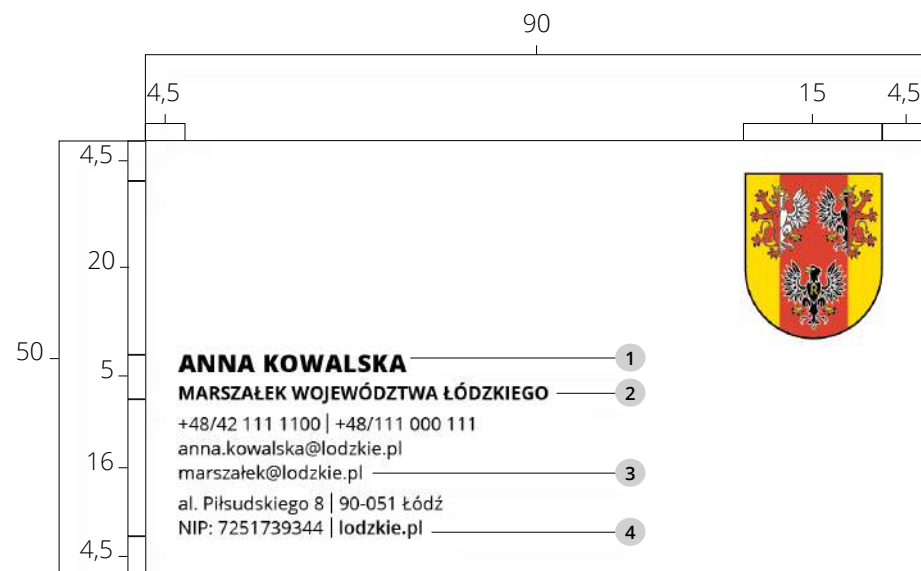 90
4,5 15 4,5
4,5
20
50
5
16
4,5
ANNA KOWALSKA 1
MARSZAŁEK WOJEWÓDZTWA ŁÓDZKIEGO 2
+48/42 111 1100 | +48/111 000 111
anna.kowalska@lodzkie.pl
marszałek@lodzkie.pl 3
al. Piłsudskiego 8 | 90-051 Łódź
NIP: 7251739344 | lodzkie.pl 4
R